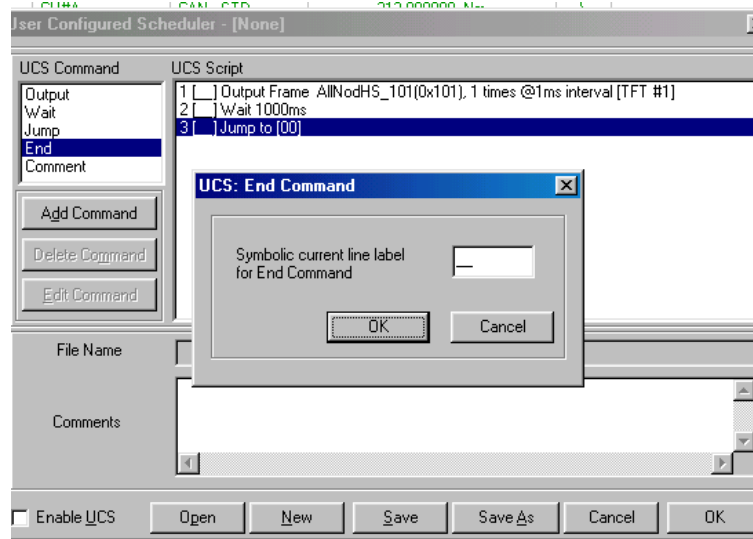 User Configured Scheduler - [None]
UCS Command
UCS Script
Output
Wait
Jump
End
Comment
1 [__] Output Frame AllNodHS_101(0x101), 1 times @1ms interval [TFT #1]
2 [__] Wait 1000ms
3 [__] Jump to [00]
Add Command
Delete Command
Edit Command
UCS: End Command
Symbolic current line label
for End Command
__
OK
Cancel
File Name
Comments
Enable UCS
Open
New
Save
Save As
Cancel
OK